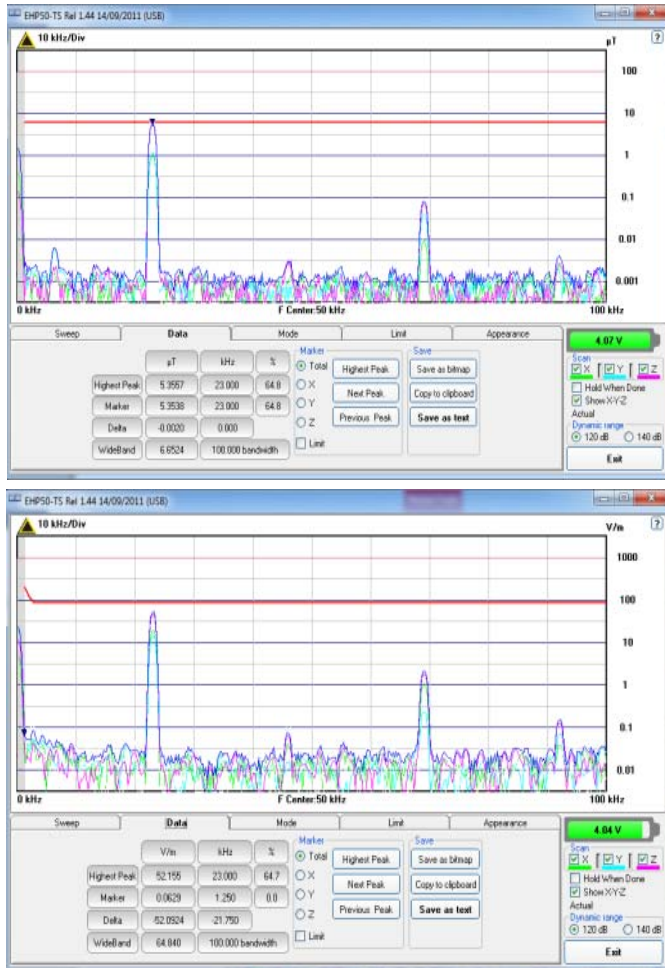 EHP50-TS Rel 1.44 14/09/2011 (USB)
10 kHz/Div
µT
?
100
10
1
0.1
0.01
0.001
0 kHz
F Center:50 kHz
100 kHz
Sweep Data Mode Limit Appearance
µT kHz %
Highest Peak 5.3557 23.000 64.8
Marker 5.3538 23.000 64.8
Delta -0.0020 0.000
WideBand 6.6524 100.000 bandwidth
Marker
Total
X
Y
Z
Limit
Highest Peak
Next Peak
Previous Peak
Save
Save as bitmap
Copy to clipboard
Save as text
4.07 V
Scan
X Y Z
Hold When Done
Show X-Y-Z
Actual
Dynamic range
120 dB 140 dB
Exit
EHP50-TS Rel 1.44 14/09/2011 (USB)
10 kHz/Div
V/m
?
1000
100
10
1
0.1
0.01
0 kHz
F Center:50 kHz
100 kHz
Sweep Data Mode Limit Appearance
V/m kHz %
Highest Peak 52.155 23.000 64.7
Marker 0.0629 1.250 0.0
Delta -52.0924 -21.750
WideBand 64.840 100.000 bandwidth
Marker
Total
X
Y
Z
Limit
Highest Peak
Next Peak
Previous Peak
Save
Save as bitmap
Copy to clipboard
Save as text
4.04 V
Scan
X Y Z
Hold When Done
Show X-Y-Z
Actual
Dynamic range
120 dB 140 dB
Exit